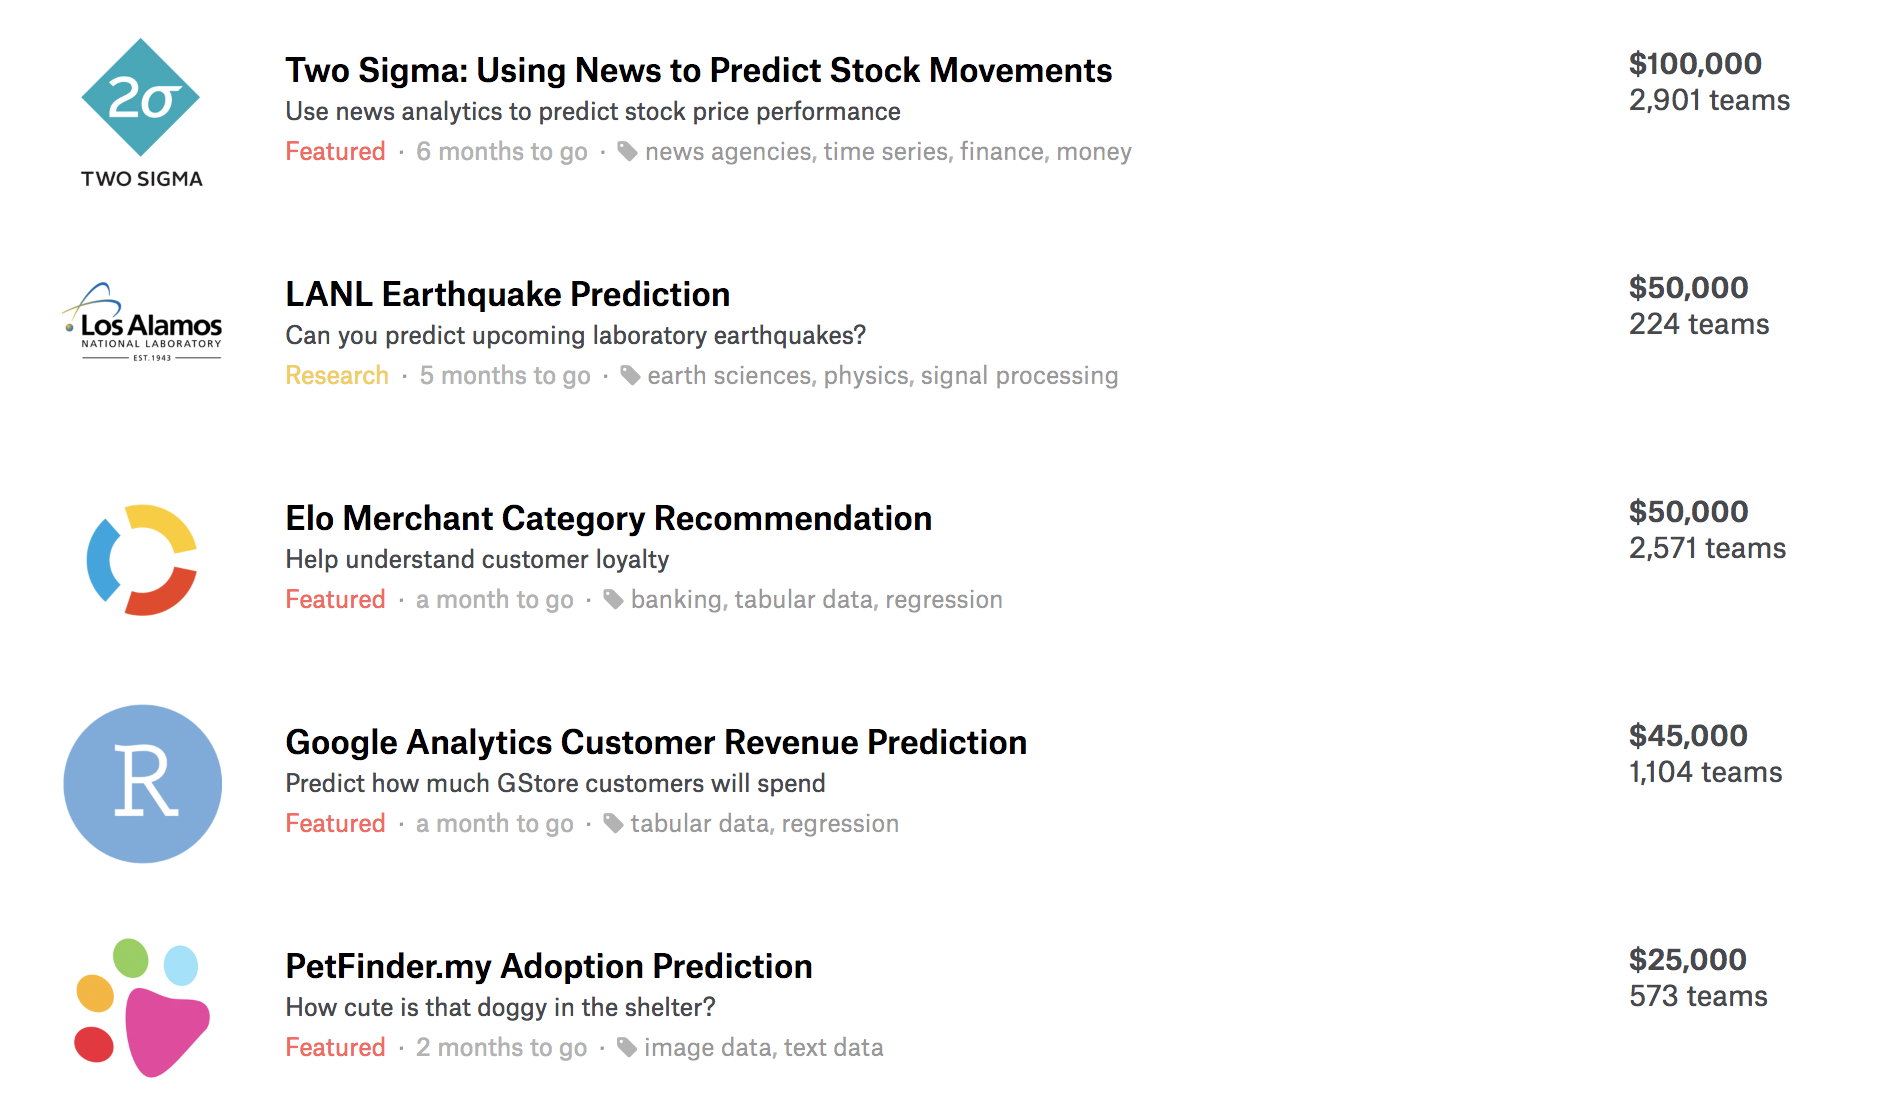 2σ
TWO SIGMA
Two Sigma: Using News to Predict Stock Movements
Use news analytics to predict stock price performance
Featured · 6 months to go · news agencies, time series, finance, money
$100,000
2,901 teams
Los Alamos
NATIONAL LABORATORY
EST.1943
LANL Earthquake Prediction
Can you predict upcoming laboratory earthquakes?
Research · 5 months to go · earth sciences, physics, signal processing
$50,000
224 teams
Elo Merchant Category Recommendation
Help understand customer loyalty
Featured · a month to go · banking, tabular data, regression
$50,000
2,571 teams
R
Google Analytics Customer Revenue Prediction
Predict how much GStore customers will spend
Featured · a month to go · tabular data, regression
$45,000
1,104 teams
PetFinder.my Adoption Prediction
How cute is that doggy in the shelter?
Featured · 2 months to go · image data, text data
$25,000
573 teams